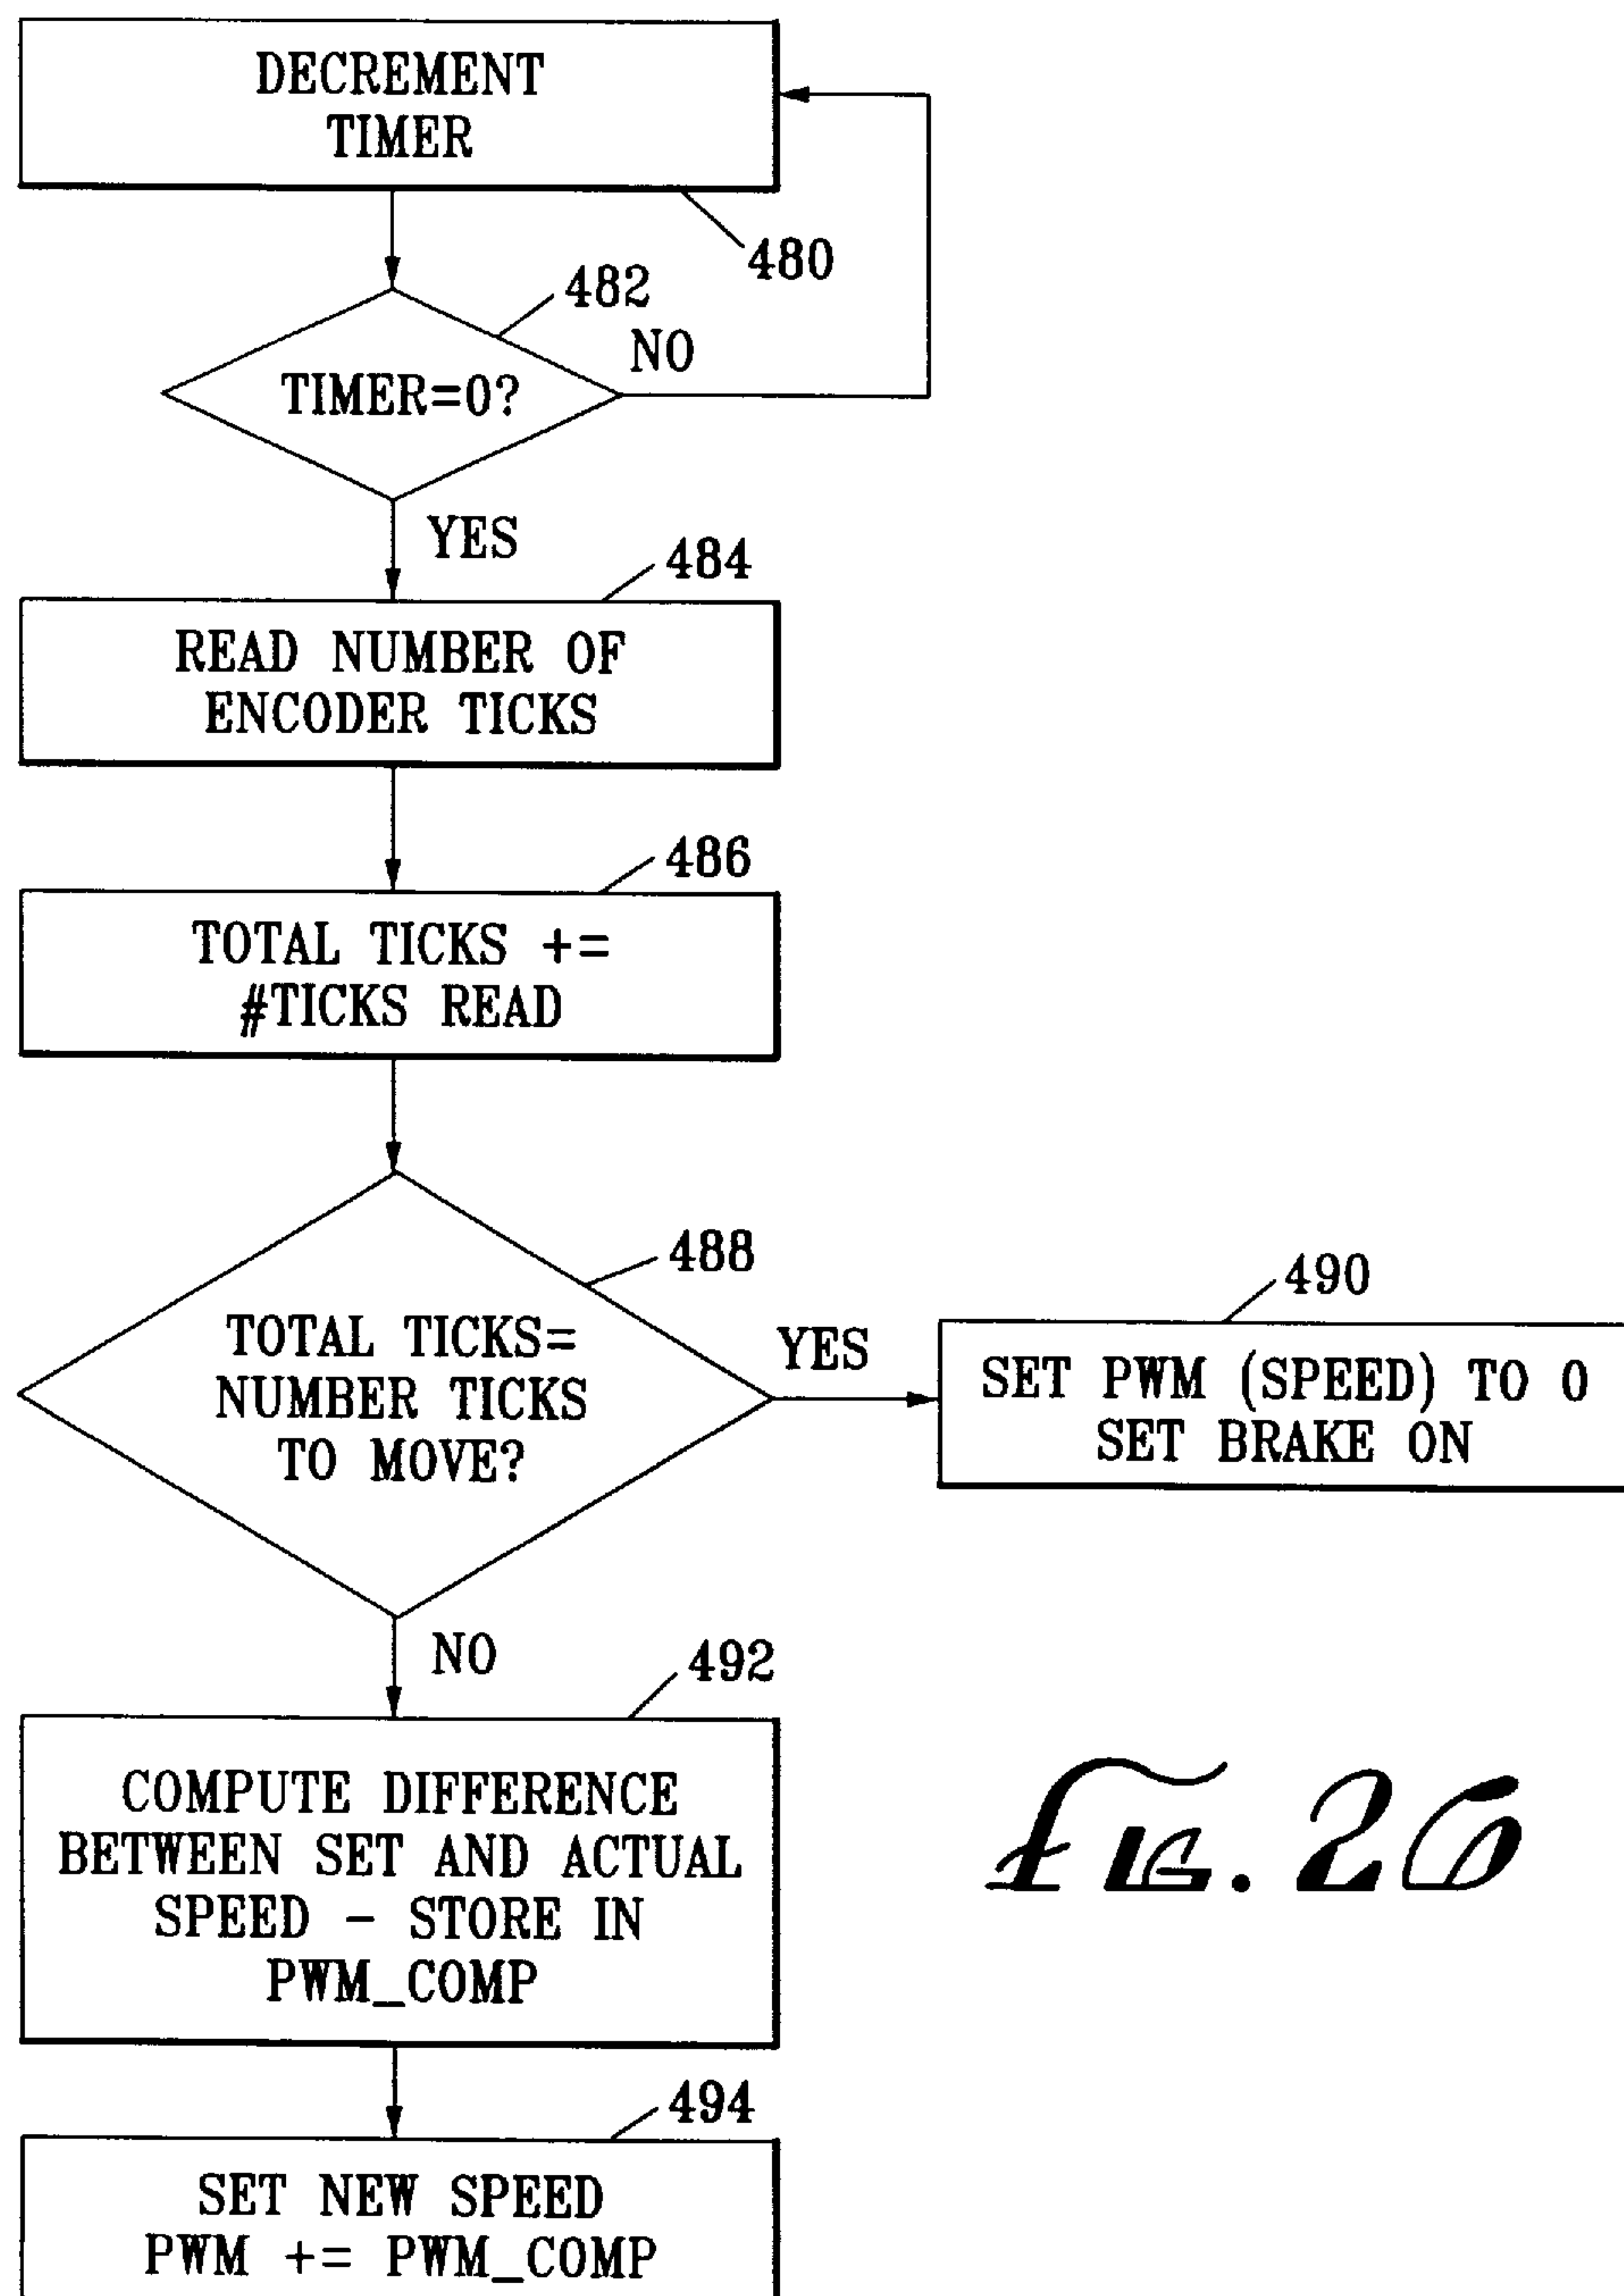 DECREMENT
TIMER
480
482
NO
TIMER=0?
YES
484
READ NUMBER OF
ENCODER TICKS
486
TOTAL TICKS +=
#TICKS READ
488
TOTAL TICKS=
NUMBER TICKS
TO MOVE?
YES
490
SET PWM (SPEED) TO 0
SET BRAKE ON
NO
492
COMPUTE DIFFERENCE
BETWEEN SET AND ACTUAL
SPEED - STORE IN
PWM_COMP
494
SET NEW SPEED
PWM += PWM_COMP
FIG. 26